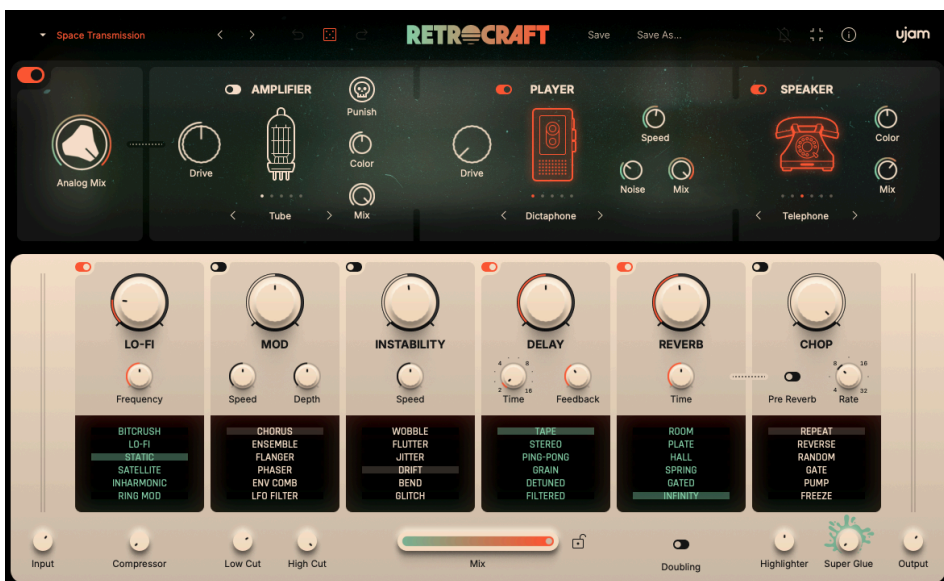 Space Transmission
RETROCRAFT
Save
Save As...
ujam
AMPLIFIER
Punish
PLAYER
SPEAKER
Speed
Color
Color
Analog Mix
Drive
Drive
Noise
Mix
Mix
Tube
Mix
Dictaphone
Telephone
LO-FI
MOD
INSTABILITY
DELAY
REVERB
CHOP
4 8
2 16
8 16
4 32
Frequency
Speed
Depth
Speed
Time
Feedback
Time
Pre Reverb
Rate
BITCRUSH
LO-FI
STATIC
SATELLITE
INHARMONIC
RING MOD
CHORUS
ENSEMBLE
FLANGER
PHASER
ENV COMB
LFO FILTER
WOBBLE
FLUTTER
JITTER
DRIFT
BEND
GLITCH
TAPE
STEREO
PING-PONG
GRAIN
DETUNED
FILTERED
ROOM
PLATE
HALL
SPRING
GATED
INFINITY
REPEAT
REVERSE
RANDOM
GATE
PUMP
FREEZE
Input
Compressor
Low Cut
High Cut
Mix
Doubling
Highlighter
Super Glue
Output